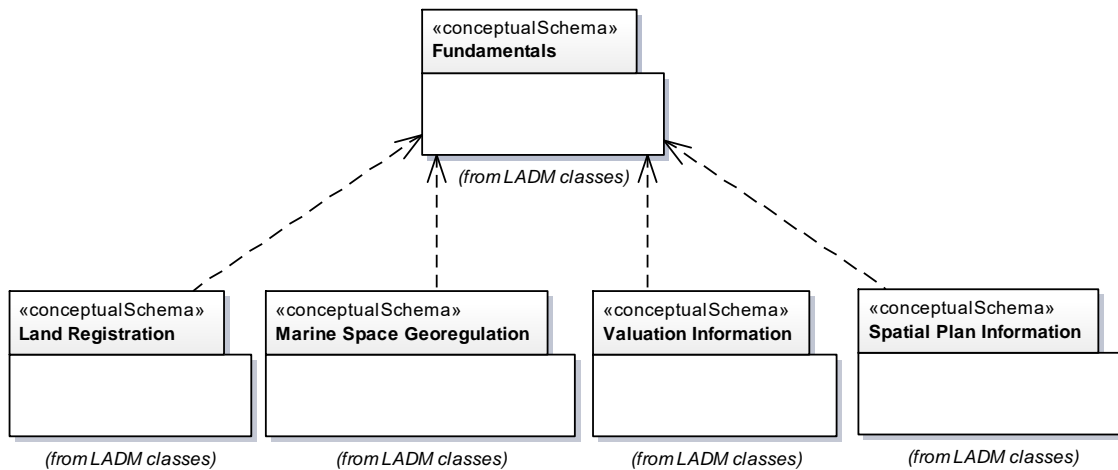 «conceptualSchema»
Fundamentals
(from LADM classes)
«conceptualSchema»
Land Registration
(from LADM classes)
«conceptualSchema»
Marine Space Georegulation
(from LADM classes)
«conceptualSchema»
Valuation Information
(from LADM classes)
«conceptualSchema»
Spatial Plan Information
(from LADM classes)